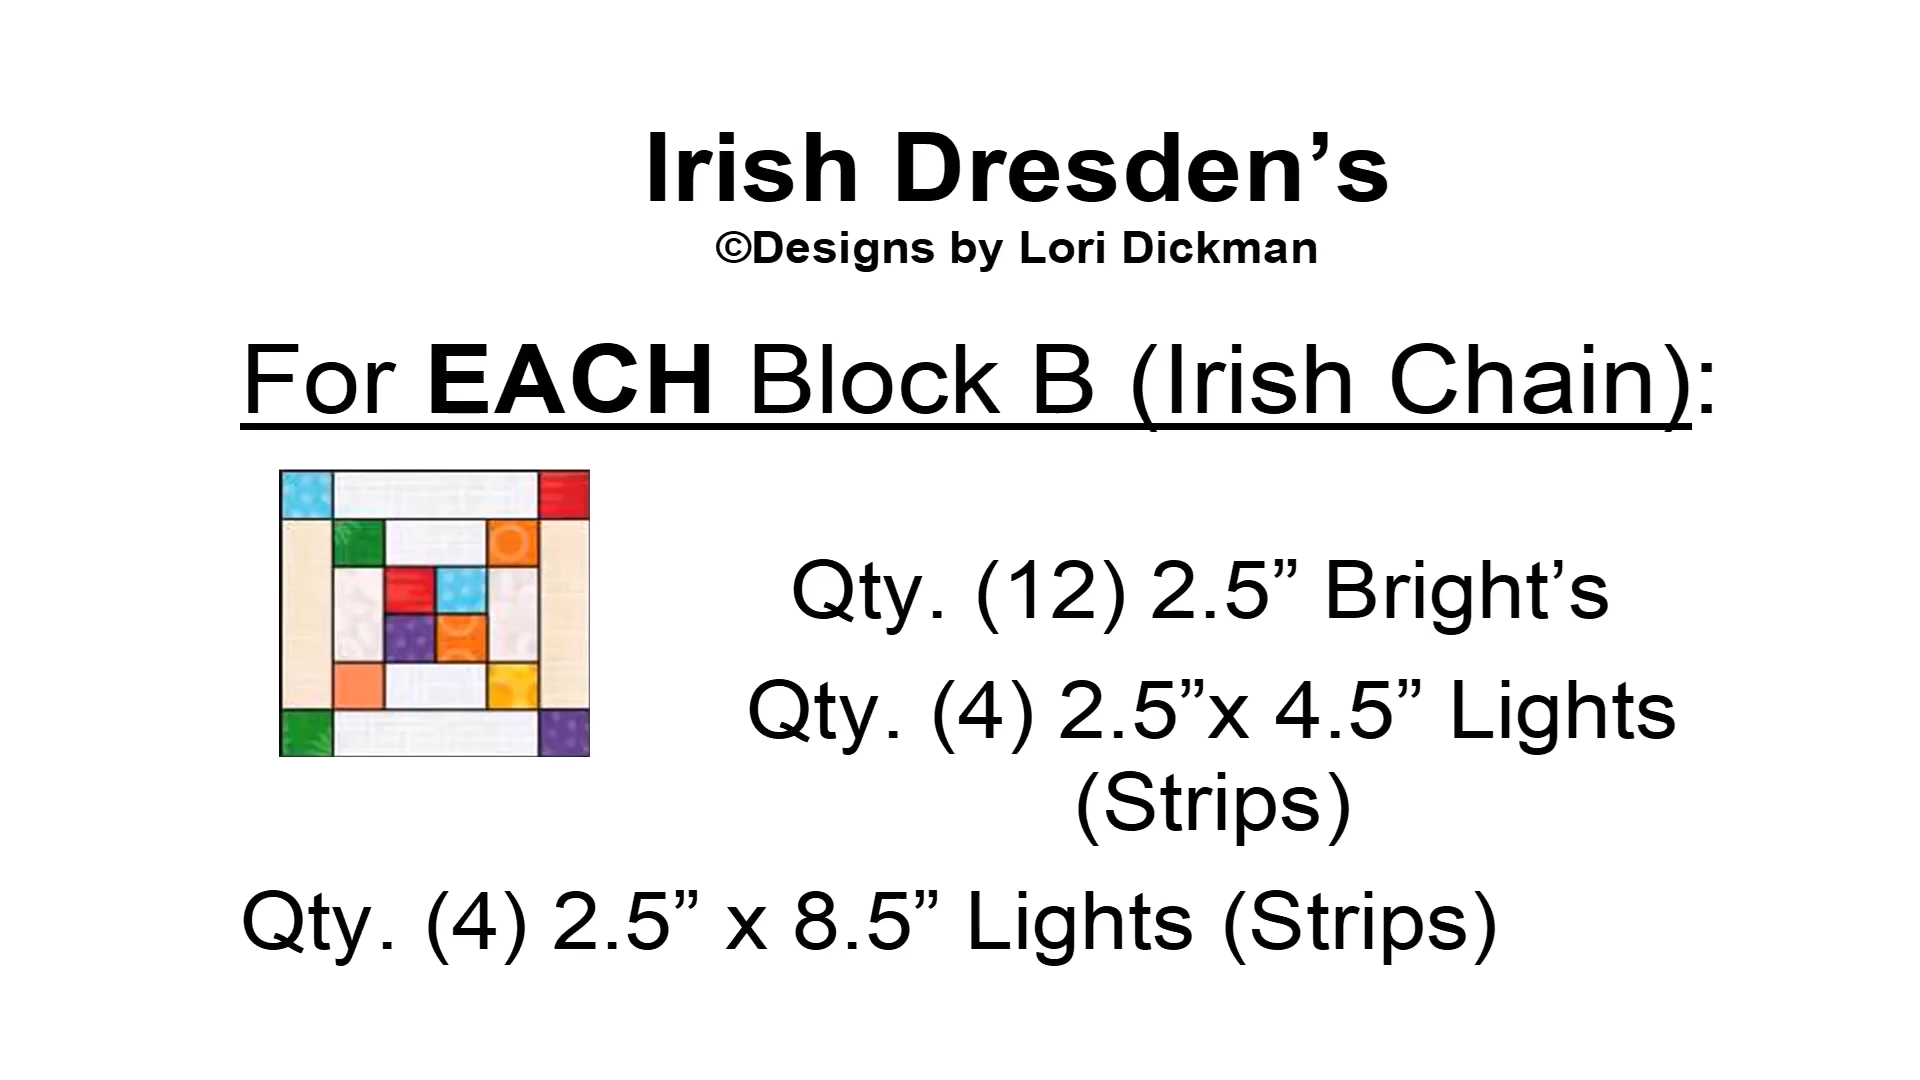 Irish Dresden’s
©Designs by Lori Dickman
For EACH Block B (Irish Chain):
Qty. (12) 2.5” Bright’s
Qty. (4) 2.5”x 4.5” Lights
(Strips)
Qty. (4) 2.5” x 8.5” Lights (Strips)